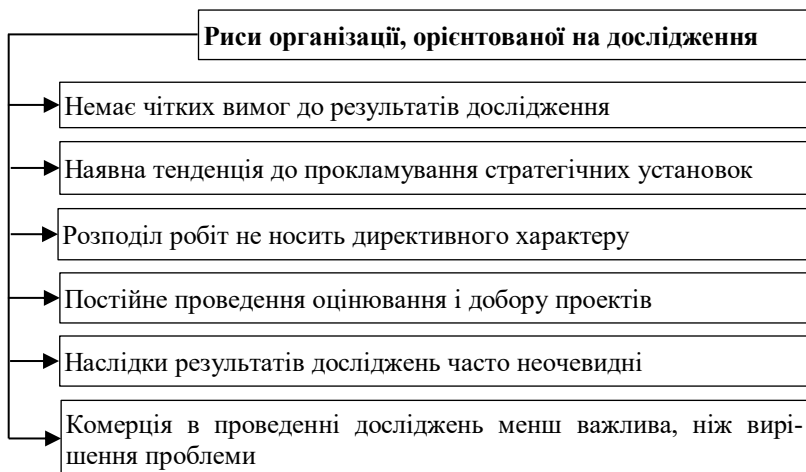 Риси організації, орієнтованої на дослідження
Немає чітких вимог до результатів дослідження
Наявна тенденція до прокламування стратегічних установок
Розподіл робіт не носить директивного характеру
Постійне проведення оцінювання і добору проектів
Наслідки результатів досліджень часто неочевидні
Комерція в проведенні досліджень менш важлива, ніж вирі-
шення проблеми